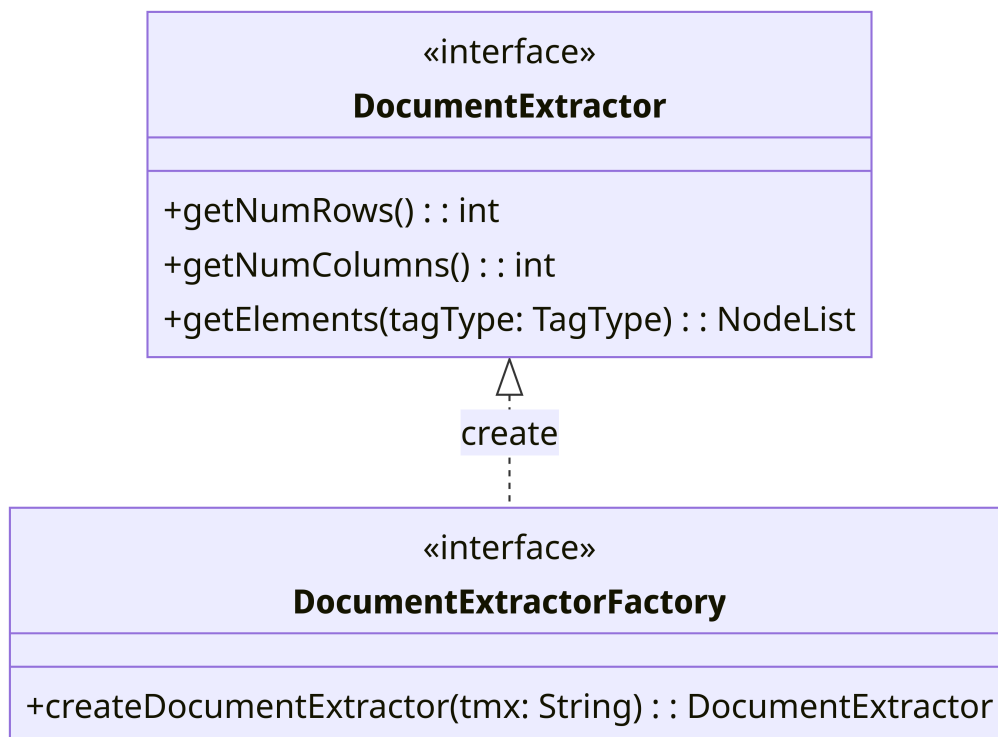 «interface»
DocumentExtractor
+getNumRows() : : int
+getNumColumns() : : int
+getElements(tagType: TagType) : : NodeList
create
«interface»
DocumentExtractorFactory
+createDocumentExtractor(tmx: String) : : DocumentExtractor